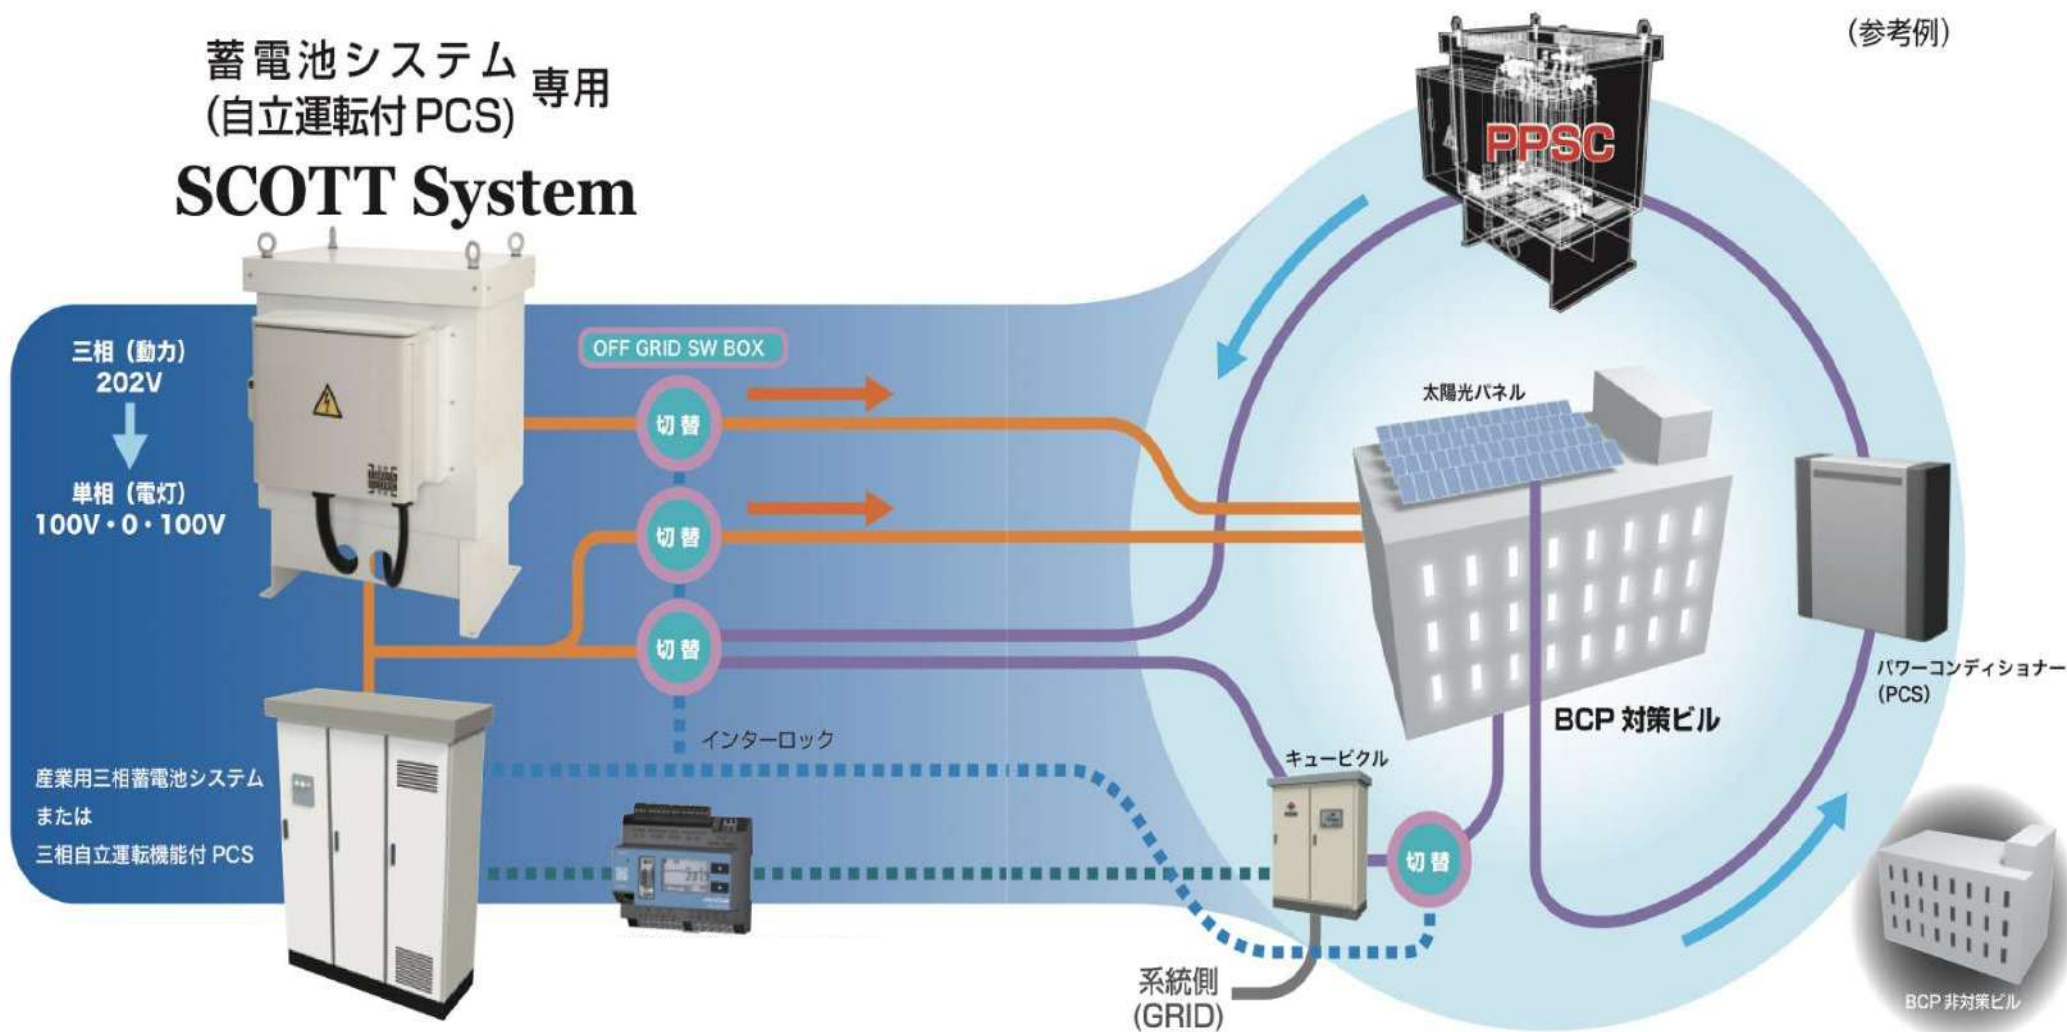 蓄電池システム
(自立運転付 PCS)
専用
SCOTT System
(参考例)
PPSC
三相（動力）
202V
単相（電灯）
100V・0・100V
OFF GRID SW BOX
切替
切替
切替
インターロック
産業用三相蓄電池システム
または
三相自立運転機能付 PCS
太陽光パネル
BCP 対策ビル
パワーコンディショナー
(PCS)
キュービクル
切替
系統側
(GRID)
BCP 非対策ビル